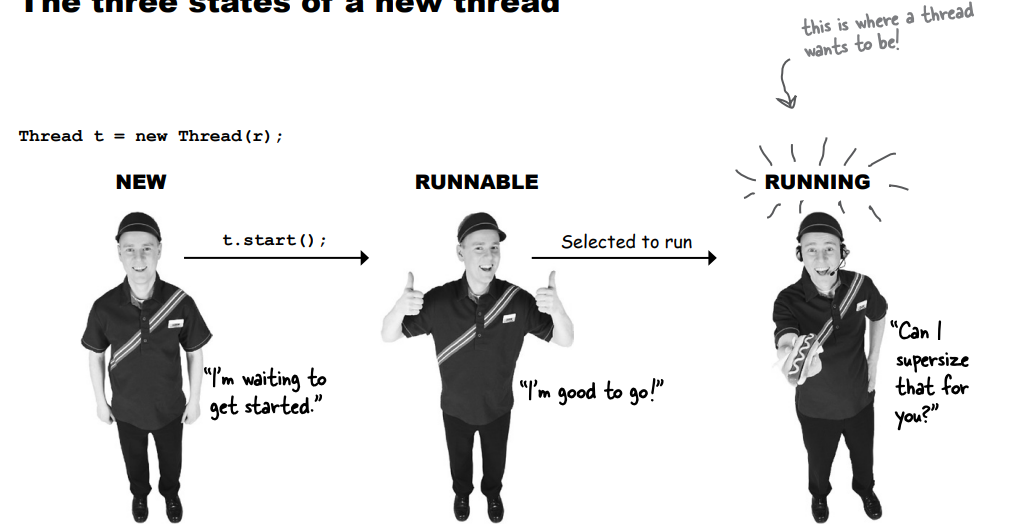 The three states of a new thread
this is where a thread
wants to be!
Thread t = new Thread(r);
NEW
RUNNABLE
RUNNING
t.start();
Selected to run
“I'm waiting to
get started.”
“I'm good to go!”
“Can I
supersize
that for
you?”